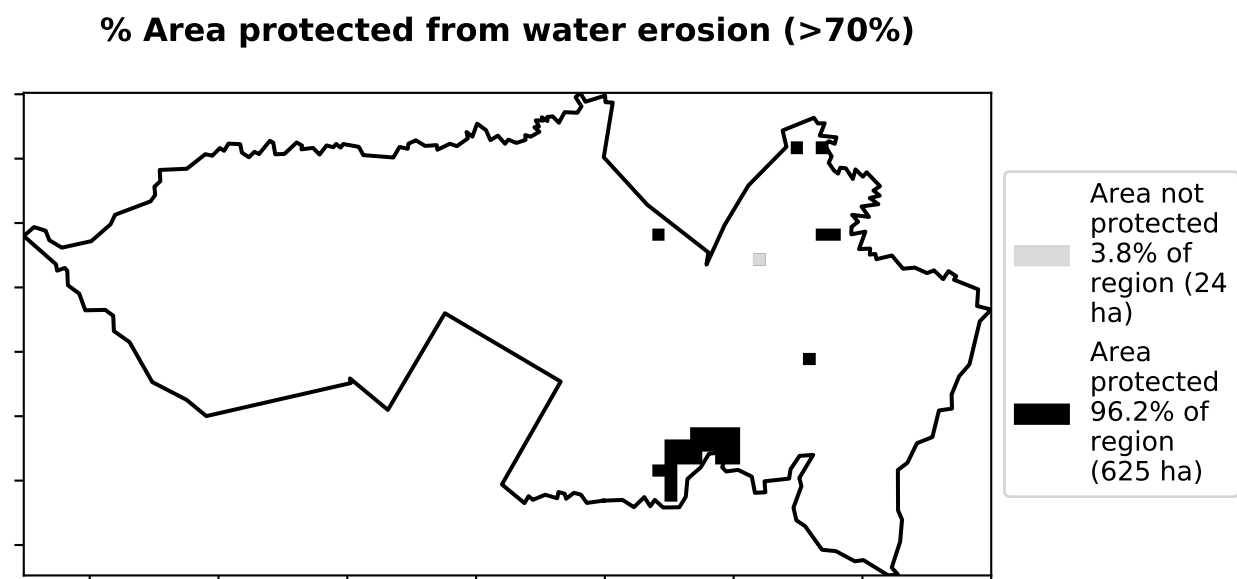 % Area protected from water erosion (>70%)
Area not
protected
3.8% of
region (24
ha)
Area
protected
96.2% of
region
(625 ha)